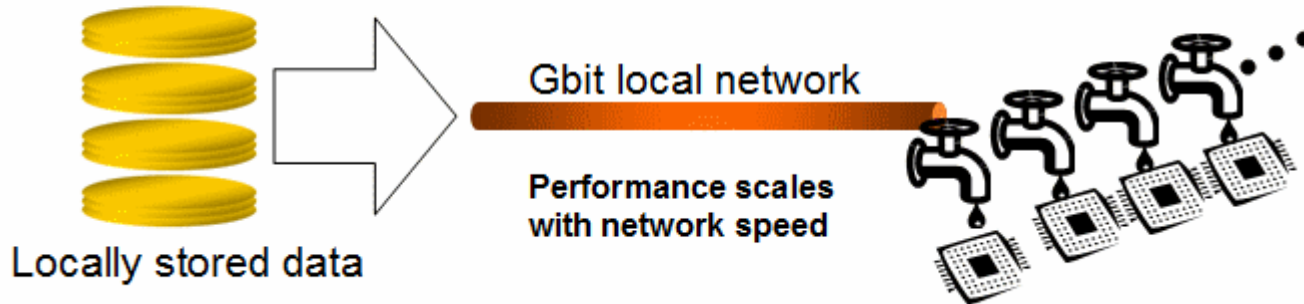 Gbit local network
Performance scales
with network speed
Locally stored data